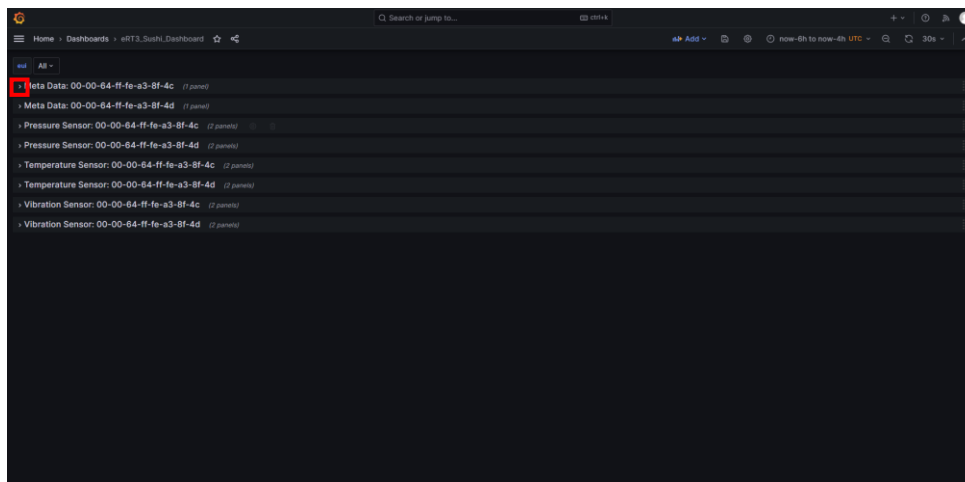 Search or jump to... ctrl+k
Home › Dashboards › eRT3_Sushi_Dashboard Add now-6h to now-4h UTC 30s
eui All
Meta Data: 00-00-64-ff-fe-a3-8f-4c (1 panel)
Meta Data: 00-00-64-ff-fe-a3-8f-4d (1 panel)
Pressure Sensor: 00-00-64-ff-fe-a3-8f-4c (2 panels)
Pressure Sensor: 00-00-64-ff-fe-a3-8f-4d (2 panels)
Temperature Sensor: 00-00-64-ff-fe-a3-8f-4c (2 panels)
Temperature Sensor: 00-00-64-ff-fe-a3-8f-4d (2 panels)
Vibration Sensor: 00-00-64-ff-fe-a3-8f-4c (2 panels)
Vibration Sensor: 00-00-64-ff-fe-a3-8f-4d (2 panels)